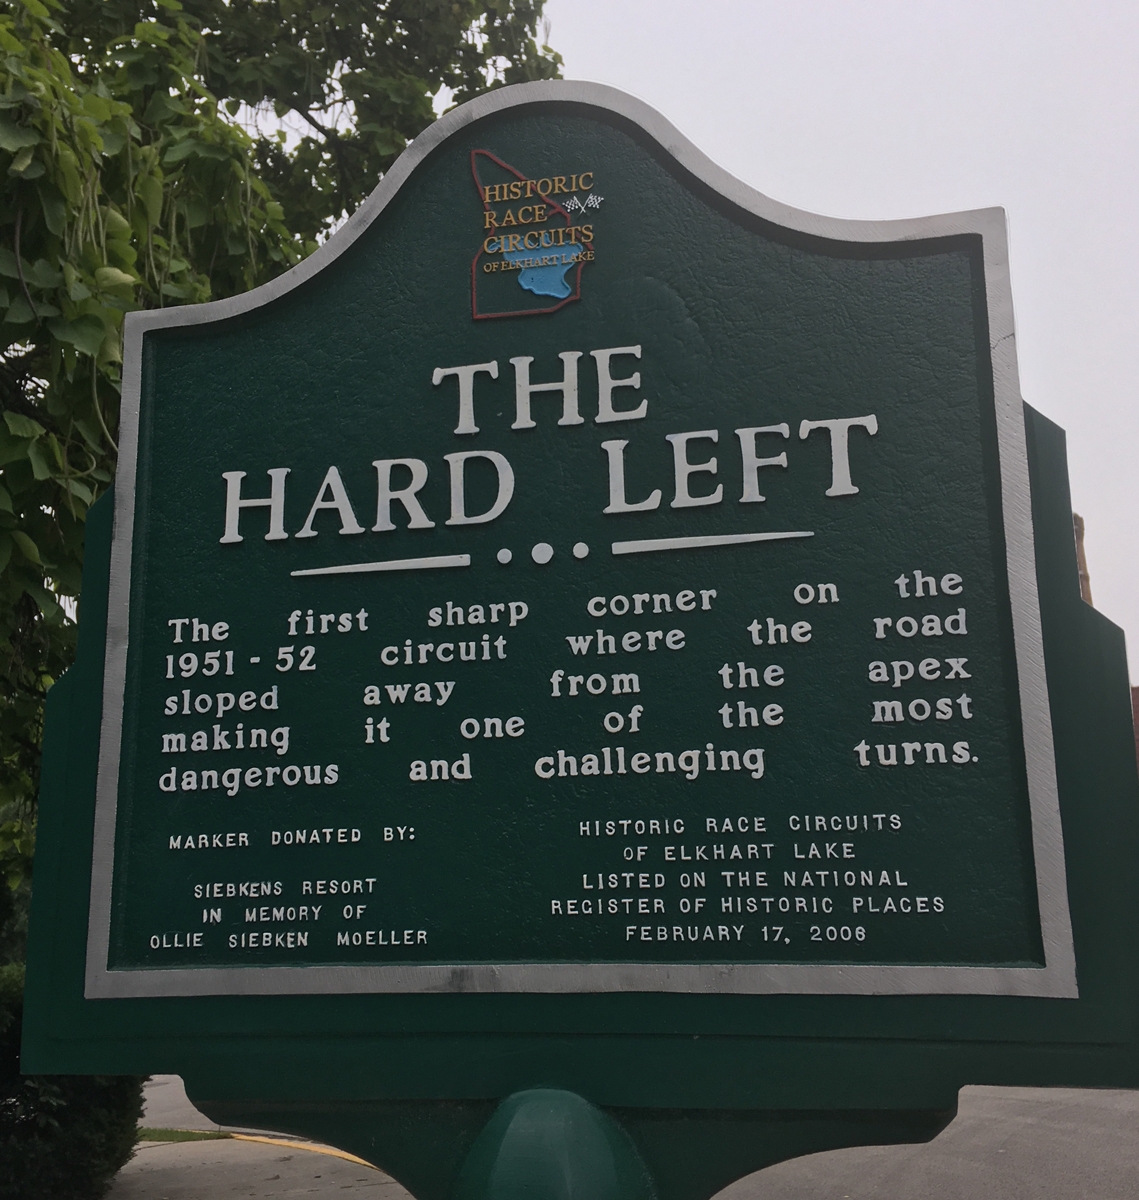 HISTORIC
RACE
CIRCUITS
OF ELKHART LAKE
THE
HARD LEFT
The first sharp corner on the
1951 - 52 circuit where the road
sloped away from the apex
making it one of the most
dangerous and challenging turns.
MARKER DONATED BY:
SIEBKENS RESORT
IN MEMORY OF
OLLIE SIEBKEN MOELLER
HISTORIC RACE CIRCUITS
OF ELKHART LAKE
LISTED ON THE NATIONAL
REGISTER OF HISTORIC PLACES
FEBRUARY 17, 2006